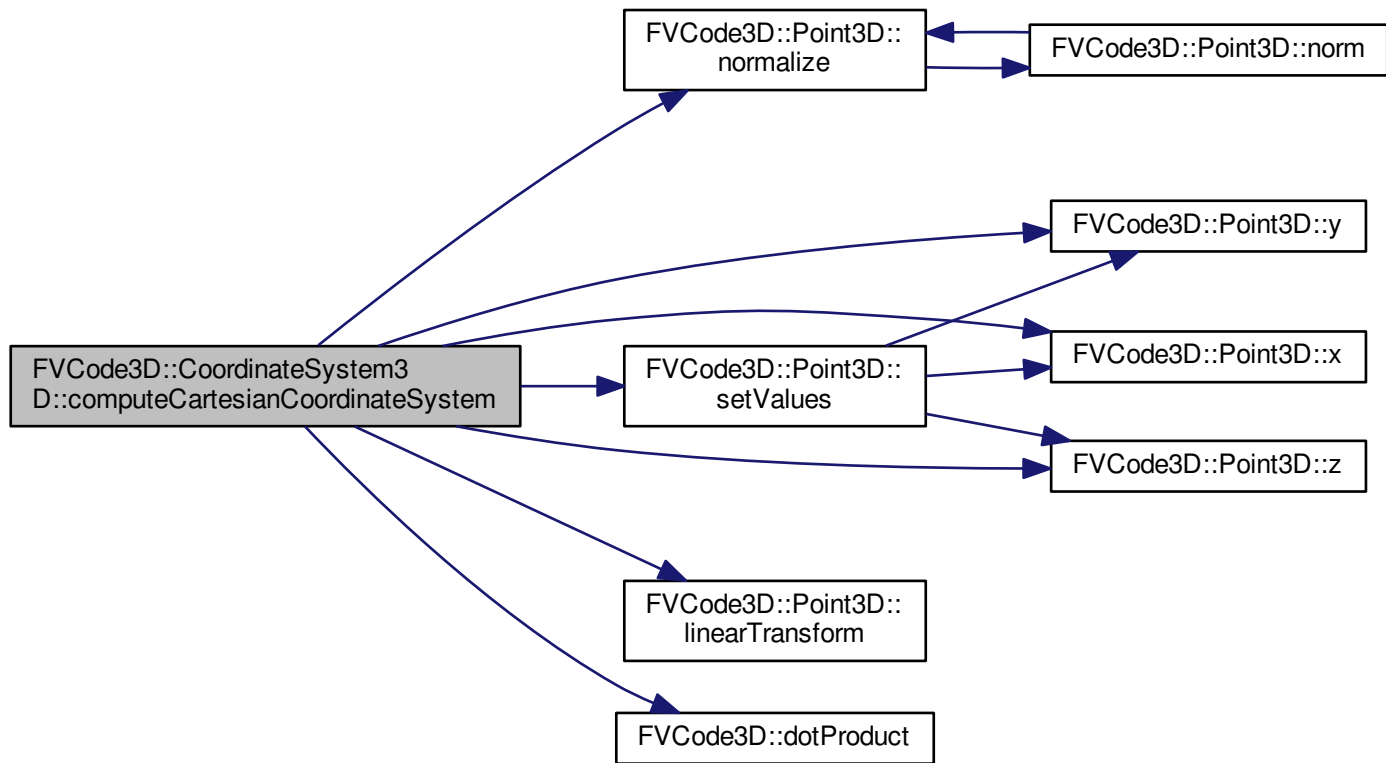 FVCode3D::Point3D::
normalize
FVCode3D::Point3D::norm
FVCode3D::Point3D::y
FVCode3D::CoordinateSystem3
D::computeCartesianCoordinateSystem
FVCode3D::Point3D::
setValues
FVCode3D::Point3D::x
FVCode3D::Point3D::z
FVCode3D::Point3D::
linearTransform
FVCode3D::dotProduct